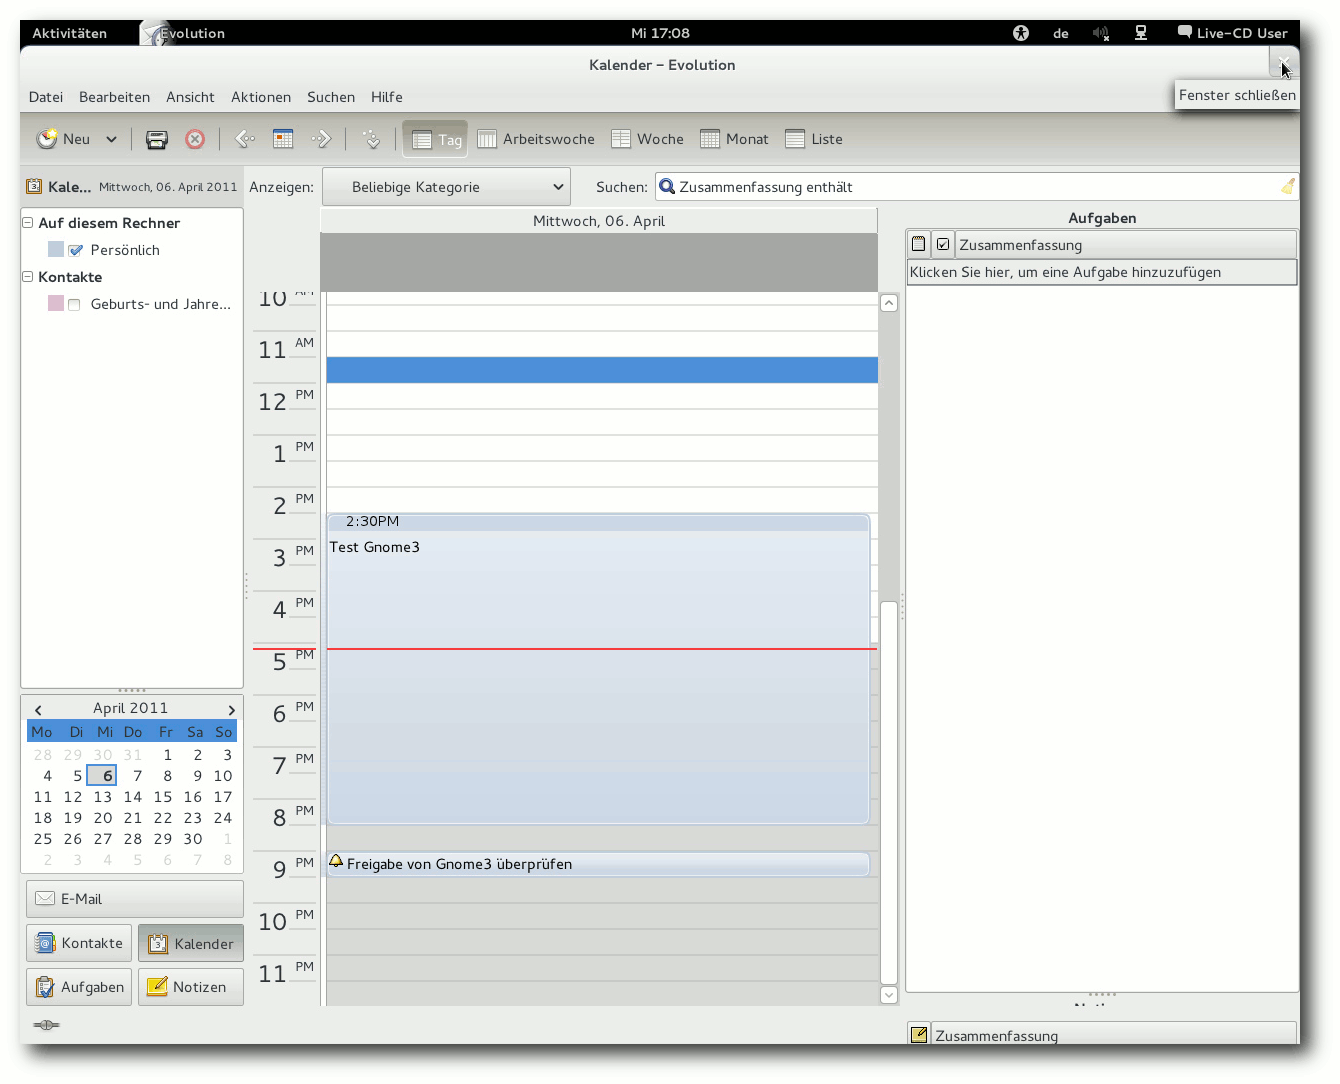 Aktivitäten Evolution Mi 17:08 de Live-CD User
Kalender – Evolution
Datei Bearbeiten Ansicht Aktionen Suchen Hilfe
Fenster schließen
Neu Tag Arbeitswoche Woche Monat Liste
Kale... Mittwoch, 06. April 2011 Anzeigen: Beliebige Kategorie Suchen: Zusammenfassung enthält
Auf diesem Rechner
Persönlich
Kontakte
Geburts- und Jahre...
April 2011
Mo Di Mi Do Fr Sa So
28 29 30 31 1 2 3
4 5 6 7 8 9 10
11 12 13 14 15 16 17
18 19 20 21 22 23 24
25 26 27 28 29 30 1
2 3 4 5 6 7 8
E-Mail
Kontakte Kalender
Aufgaben Notizen
Mittwoch, 06. April
10 AM
11 AM
12 PM
1 PM
2 PM
2:30PM
Test Gnome3
3 PM
4 PM
5 PM
6 PM
7 PM
8 PM
9 PM
Freigabe von Gnome3 überprüfen
10 PM
11 PM
Aufgaben
Zusammenfassung
Klicken Sie hier, um eine Aufgabe hinzuzufügen
Zusammenfassung